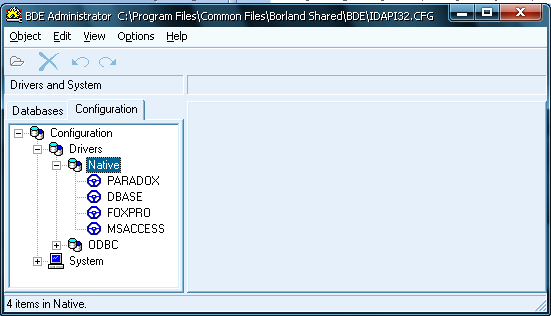 BDE Administrator C:\Program Files\Common Files\Borland Shared\BDE\IDAPI32.CFG
Object Edit View Options Help
Drivers and System
Databases Configuration
Configuration
Drivers
Native
PARADOX
DBASE
FOXPRO
MSACCESS
ODBC
System
4 items in Native.